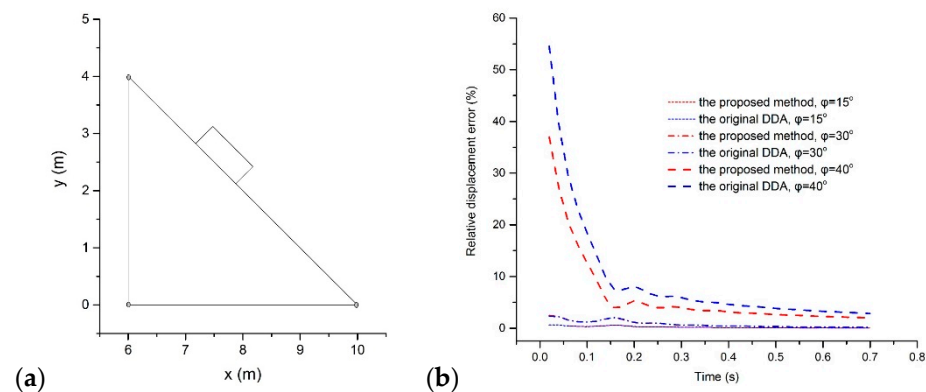 5
4
3
2
1
0
y (m)
6
7
8
9
10
x (m)
(a)
60
50
40
30
20
10
0
Relative displacement error (%)
the proposed method, φ=15°
the original DDA, φ=15°
the proposed method, φ=30°
the original DDA, φ=30°
the proposed method, φ=40°
the original DDA, φ=40°
0.0
0.1
0.2
0.3
0.4
0.5
0.6
0.7
0.8
Time (s)
(b)